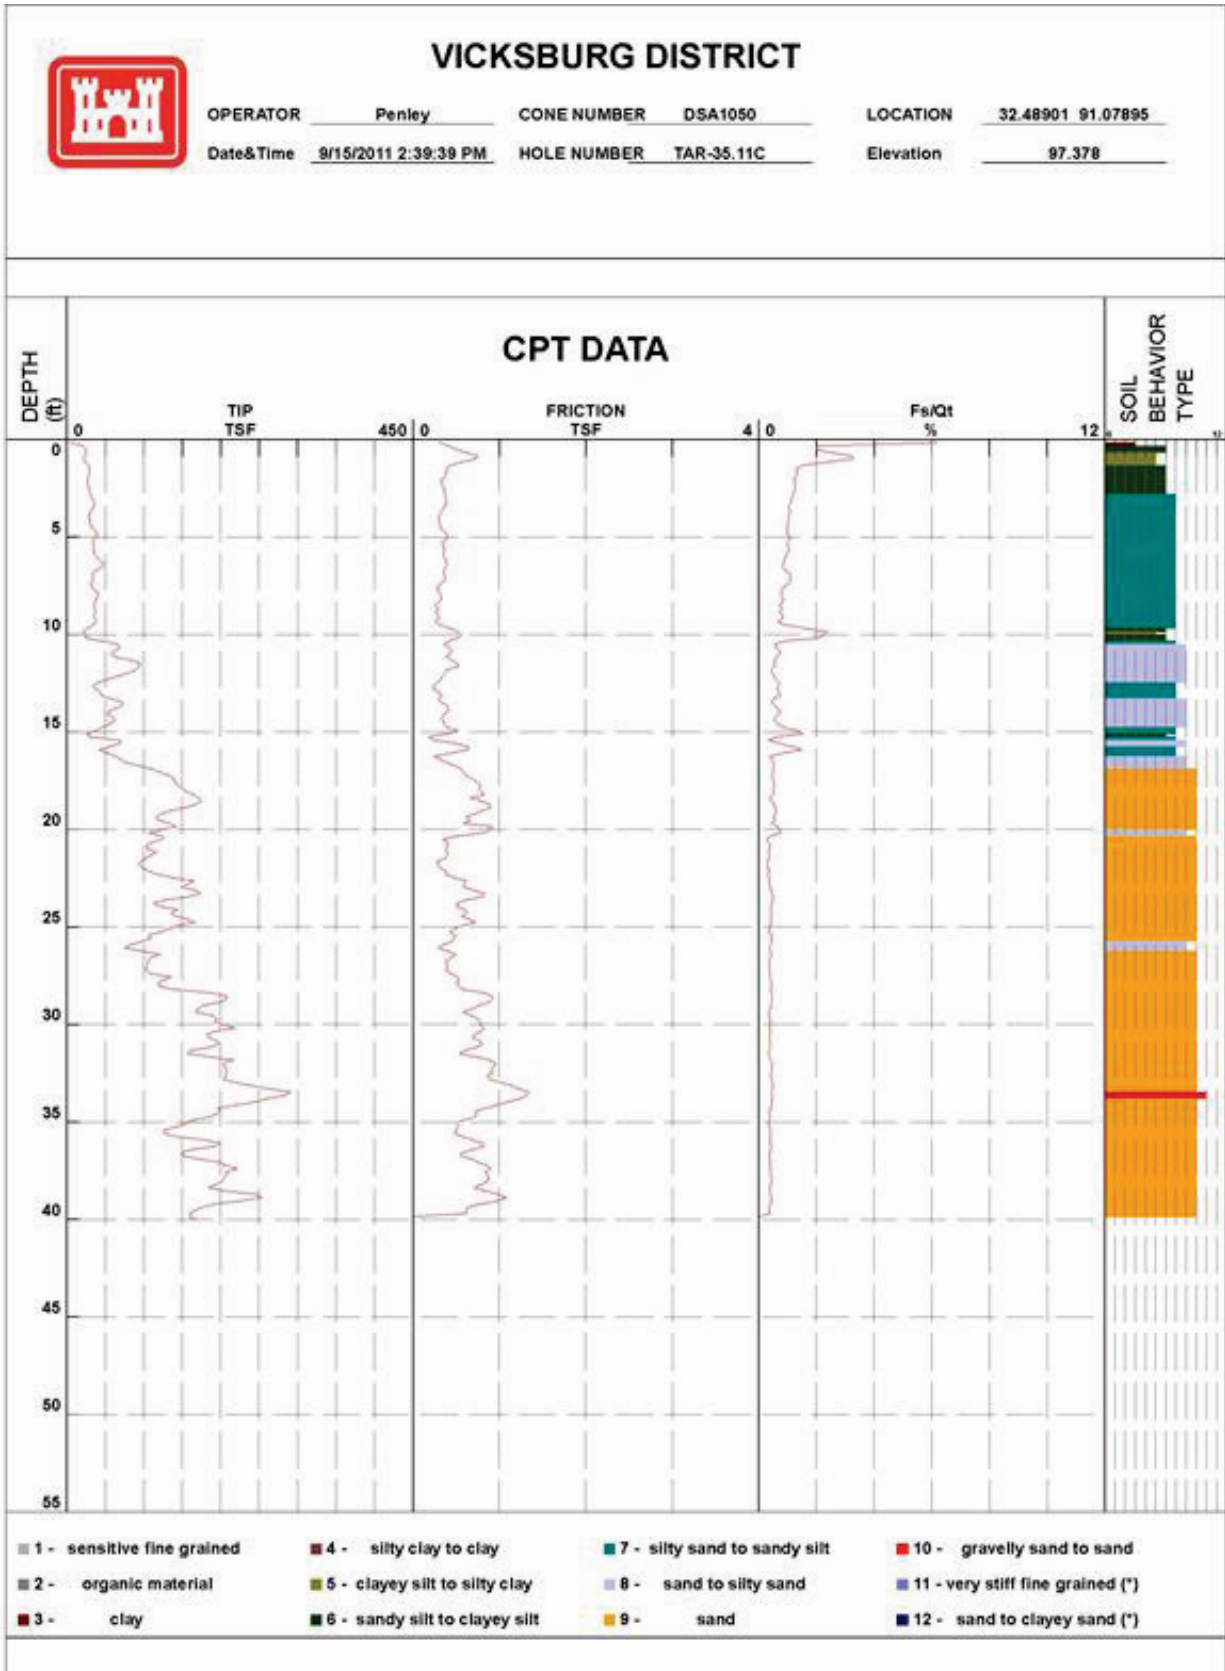 VICKSBURG DISTRICT
OPERATOR Penley CONE NUMBER DSA1050 LOCATION 32.48901 91.07895
Date&Time 9/15/2011 2:39:39 PM HOLE NUMBER TAR-35.11C Elevation 97.378
CPT DATA
DEPTH
(ft)
TIP FRICTION Fs/Qt
0 TSF 450 0 TSF 4 0 % 12
SOIL
BEHAVIOR
TYPE
0
5
10
15
20
25
30
35
40
45
50
55
1 - sensitive fine grained 4 - silty clay to clay 7 - silty sand to sandy silt 10 - gravelly sand to sand
2 - organic material 5 - clayey silt to silty clay 8 - sand to silty sand 11 - very stiff fine grained (*)
3 - clay 6 - sandy silt to clayey silt 9 - sand 12 - sand to clayey sand (*)